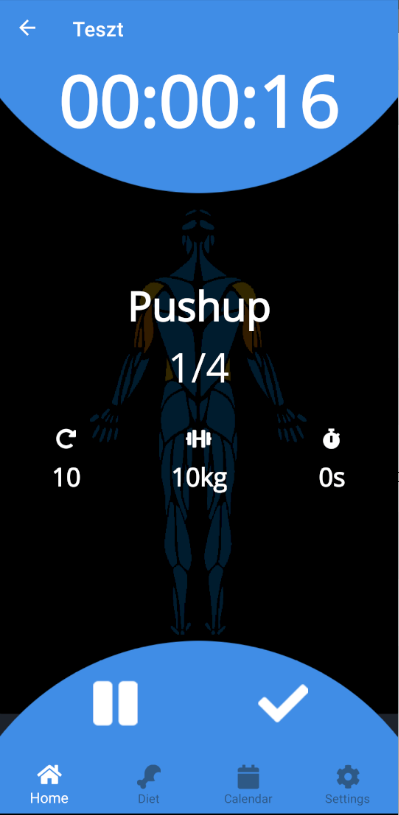 Teszt
00:00:16
Pushup
1/4
10 10kg 0s
Home Diet Calendar Settings